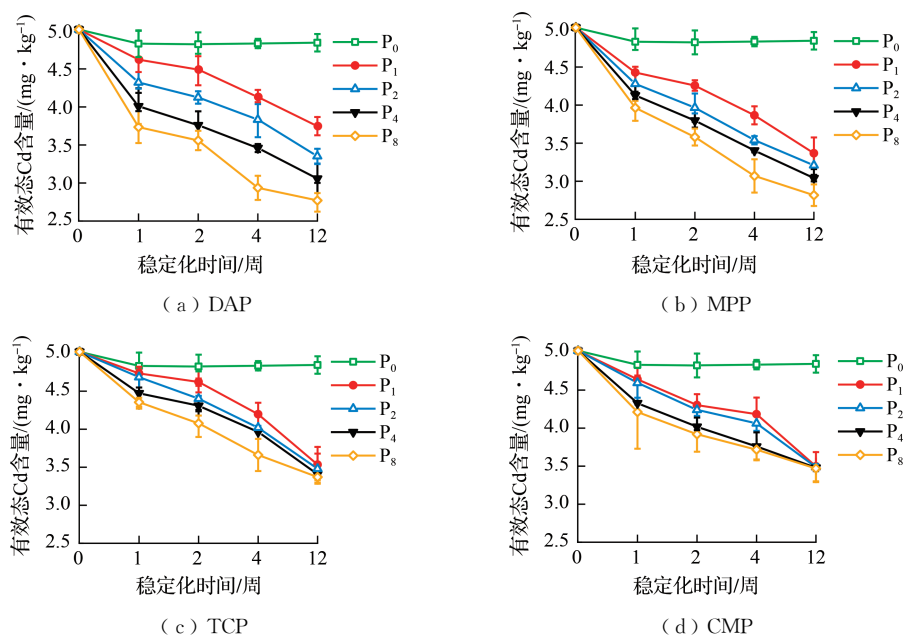 有效态Cd含量/(mg·kg⁻¹)
5.0
4.5
4.0
3.5
3.0
2.5
0 1 2 4 12
稳定化时间/周
P₀
P₁
P₂
P₄
P₈
（a）DAP
有效态Cd含量/(mg·kg⁻¹)
5.0
4.5
4.0
3.5
3.0
2.5
0 1 2 4 12
稳定化时间/周
P₀
P₁
P₂
P₄
P₈
（b）MPP
有效态Cd含量/(mg·kg⁻¹)
5.0
4.5
4.0
3.5
3.0
2.5
0 1 2 4 12
稳定化时间/周
P₀
P₁
P₂
P₄
P₈
（c）TCP
有效态Cd含量/(mg·kg⁻¹)
5.0
4.5
4.0
3.5
3.0
2.5
0 1 2 4 12
稳定化时间/周
P₀
P₁
P₂
P₄
P₈
（d）CMP